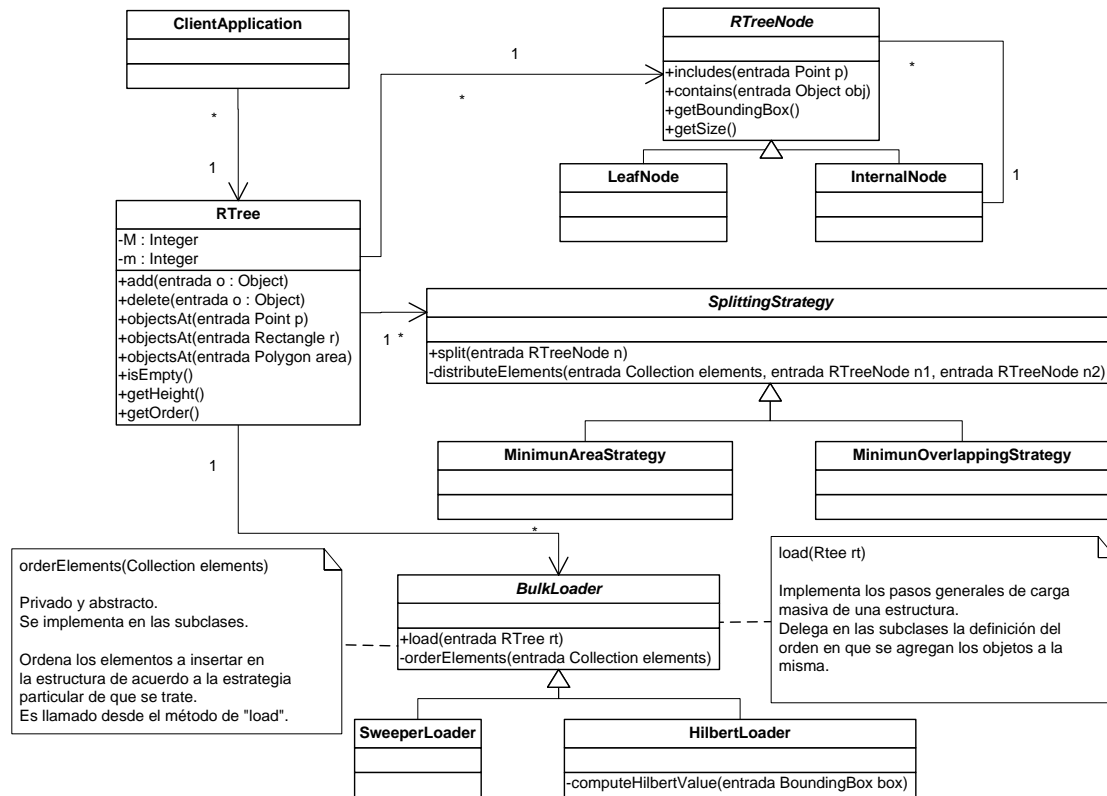 ClientApplication
*
1
RTree
-M : Integer
-m : Integer
+add(entrada o : Object)
+delete(entrada o : Object)
+objectsAt(entrada Point p)
+objectsAt(entrada Rectangle r)
+objectsAt(entrada Polygon area)
+isEmpty()
+getHeight()
+getOrder()
1
*
RTreeNode
+includes(entrada Point p)
+contains(entrada Object obj)
+getBoundingBox()
+getSize()
*
1
LeafNode
InternalNode
1 *
SplittingStrategy
+split(entrada RTreeNode n)
-distributeElements(entrada Collection elements, entrada RTreeNode n1, entrada RTreeNode n2)
MinimunAreaStrategy
MinimunOverlappingStrategy
1
*
orderElements(Collection elements)
Privado y abstracto.
Se implementa en las subclases.
Ordena los elementos a insertar en
la estructura de acuerdo a la estrategia
particular de que se trate.
Es llamado desde el método de "load".
BulkLoader
+load(entrada RTree rt)
-orderElements(entrada Collection elements)
load(Rtee rt)
Implementa los pasos generales de carga
masiva de una estructura.
Delega en las subclases la definición del
orden en que se agregan los objetos a la
misma.
SweeperLoader
HilbertLoader
-computeHilbertValue(entrada BoundingBox box)